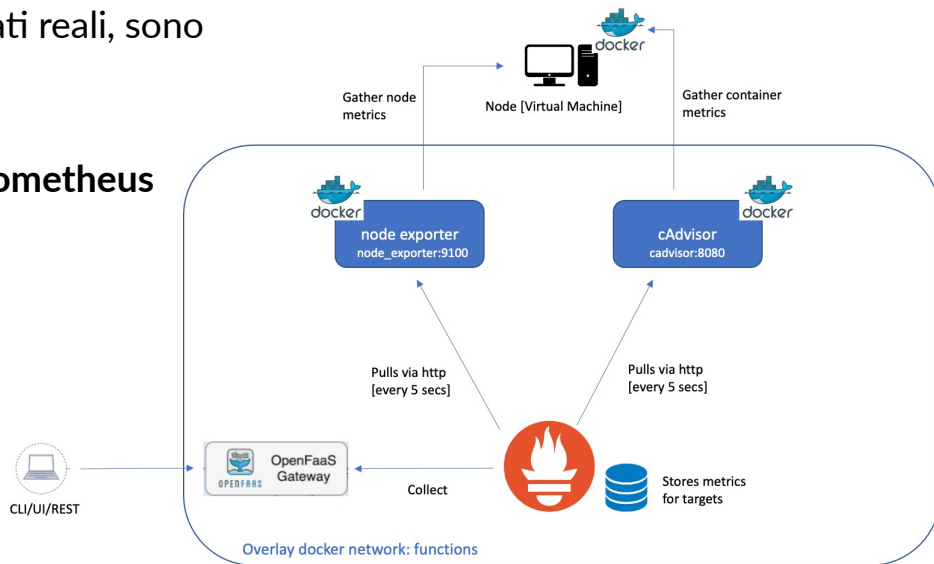 ati reali, sono
ometheus
docker
Gather node
metrics
Node [Virtual Machine]
Gather container
metrics
docker
node exporter
node_exporter:9100
docker
cAdvisor
cadvisor:8080
Pulls via http
[every 5 secs]
Pulls via http
[every 5 secs]
OPENFAAS
OpenFaaS
Gateway
Collect
Stores metrics
for targets
CLI/UI/REST
Overlay docker network: functions